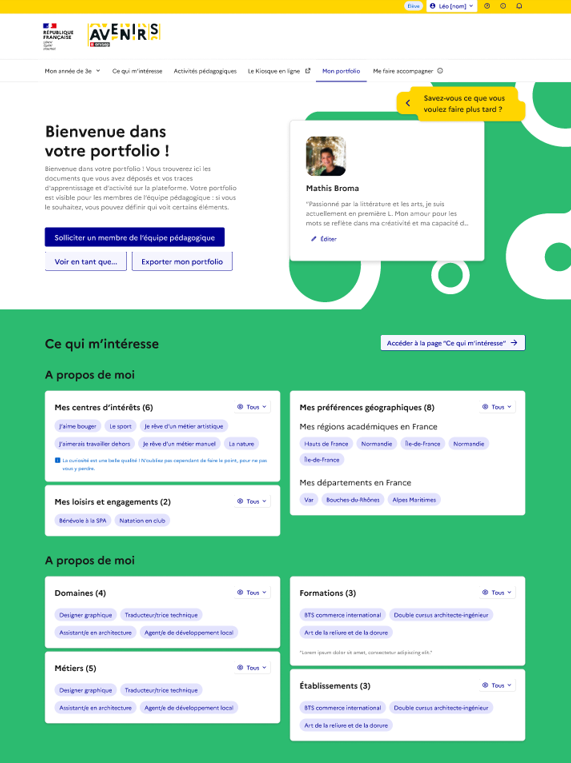 Élève
Léo [nom]
RÉPUBLIQUE
FRANÇAISE
Liberté
Égalité
Fraternité
AVENIRS
onisep
Mon année de 3e
Ce qui m'intéresse
Activités pédagogiques
Le Kiosque en ligne
Mon portfolio
Me faire accompagner
Savez-vous ce que vous
voulez faire plus tard ?
Bienvenue dans
votre portfolio !
Bienvenue dans votre portfolio ! Vous trouverez ici les
documents que vous avez déposés et vos traces
d'apprentissage et d'activité sur la plateforme. Votre portfolio
est visible pour les membres de l'équipe pédagogique : si vous
le souhaitez, vous pouvez définir qui voit certains éléments.
Solliciter un membre de l'équipe pédagogique
Voir en tant que...
Exporter mon portfolio
Mathis Broma
"Passionné par la littérature et les arts, je suis
actuellement en première L. Mon amour pour les
mots se reflète dans ma créativité et ma capacité d...
Éditer
Ce qui m'intéresse
Accéder à la page "Ce qui m'intéresse"
A propos de moi
Mes centres d'intérêts (6)
Tous
J'aime bouger
Le sport
Je rêve d'un métier artistique
J'aimerais travailler dehors
Je rêve d'un métier manuel
La nature
La curiosité est une belle qualité ! N'oubliez pas cependant de faire le point, pour ne pas
vous y perdre.
Mes loisirs et engagements (2)
Tous
Bénévole à la SPA
Natation en club
Mes préférences géographiques (8)
Tous
Mes régions académiques en France
Hauts de France
Normandie
Île-de-France
Normandie
Île-de-France
Mes départements en France
Var
Bouches-du-Rhônes
Alpes Maritimes
A propos de moi
Domaines (4)
Tous
Designer graphique
Traducteur/trice technique
Assistant/e en architecture
Agent/e de développement local
Métiers (5)
Tous
Designer graphique
Traducteur/trice technique
Assistant/e en architecture
Agent/e de développement local
Formations (3)
Tous
BTS commerce international
Double cursus architecte-ingénieur
Art de la reliure et de la dorure
"Lorem ipsum dolor sit amet, consectetur adipiscing elit."
Établissements (3)
Tous
BTS commerce international
Double cursus architecte-ingénieur
Art de la reliure et de la dorure